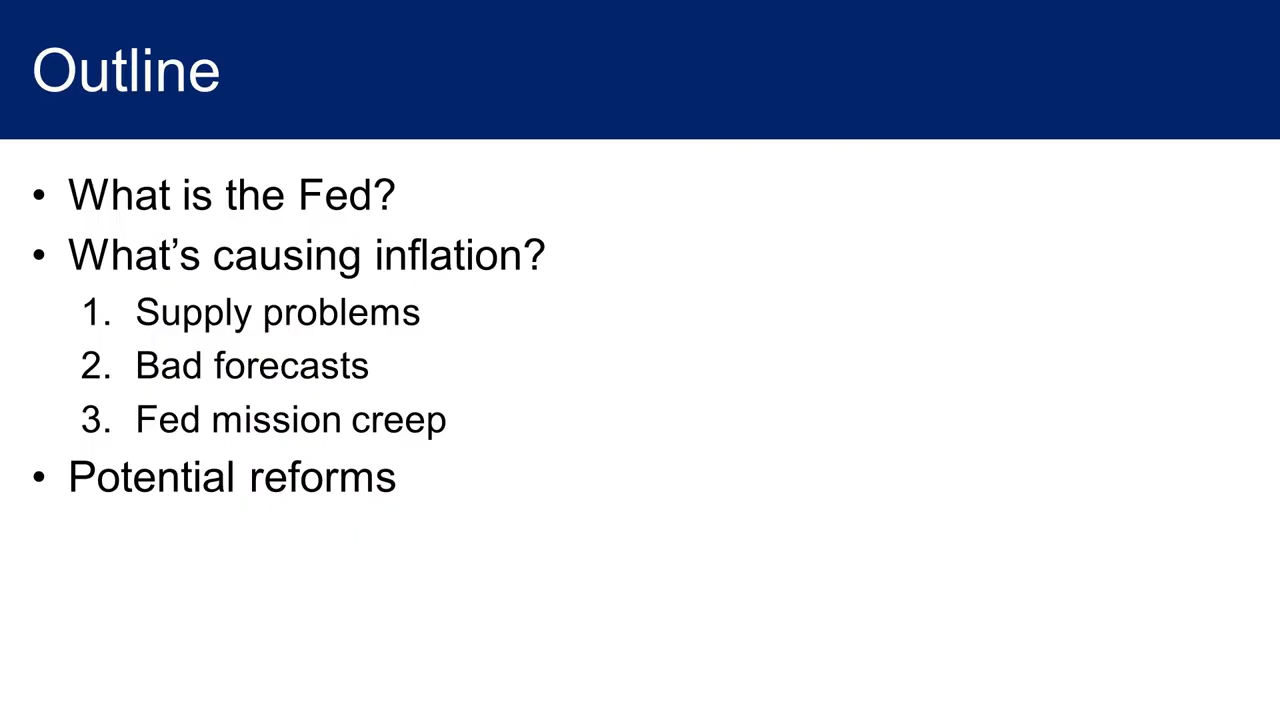 Outline
• What is the Fed?
• What’s causing inflation?
1. Supply problems
2. Bad forecasts
3. Fed mission creep
• Potential reforms